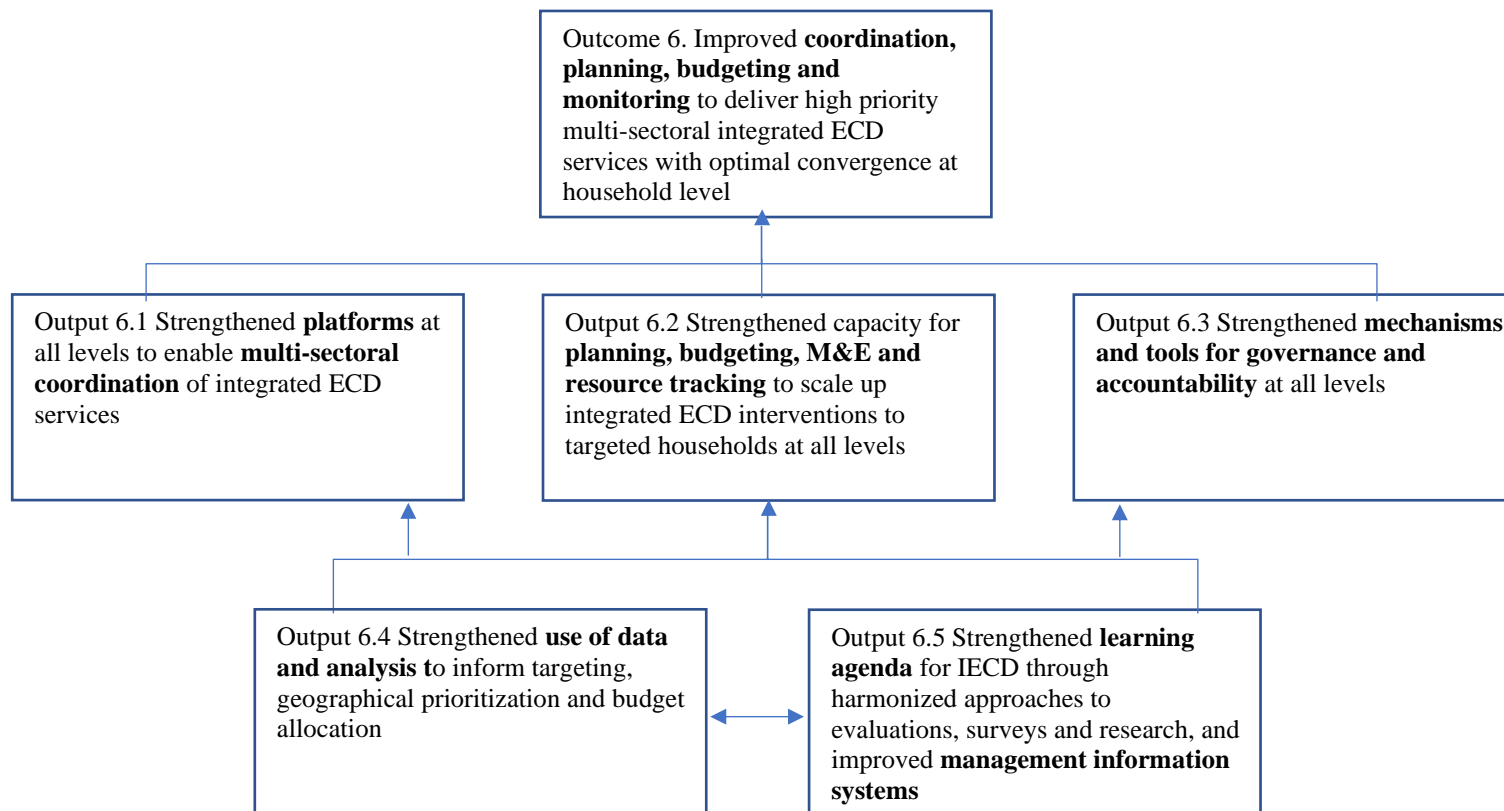 Outcome 6. Improved coordination,
planning, budgeting and
monitoring to deliver high priority
multi-sectoral integrated ECD
services with optimal convergence at
household level
Output 6.1 Strengthened platforms at
all levels to enable multi-sectoral
coordination of integrated ECD
services
Output 6.2 Strengthened capacity for
planning, budgeting, M&E and
resource tracking to scale up
integrated ECD interventions to
targeted households at all levels
Output 6.3 Strengthened mechanisms
and tools for governance and
accountability at all levels
Output 6.4 Strengthened use of data
and analysis to inform targeting,
geographical prioritization and budget
allocation
Output 6.5 Strengthened learning
agenda for IECD through
harmonized approaches to
evaluations, surveys and research, and
improved management information
systems